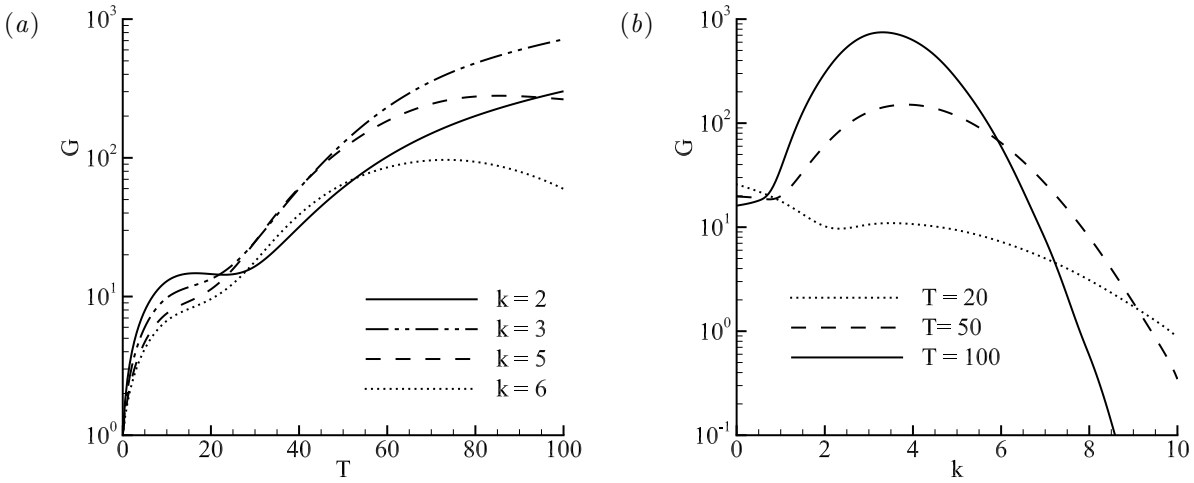 (a)
10^3
10^2
10^1
10^0
G
0 20 40 60 80 100
T
k = 2
k = 3
k = 5
k = 6
(b)
10^3
10^2
10^1
10^0
10^-1
G
0 2 4 6 8 10
k
T = 20
T= 50
T = 100